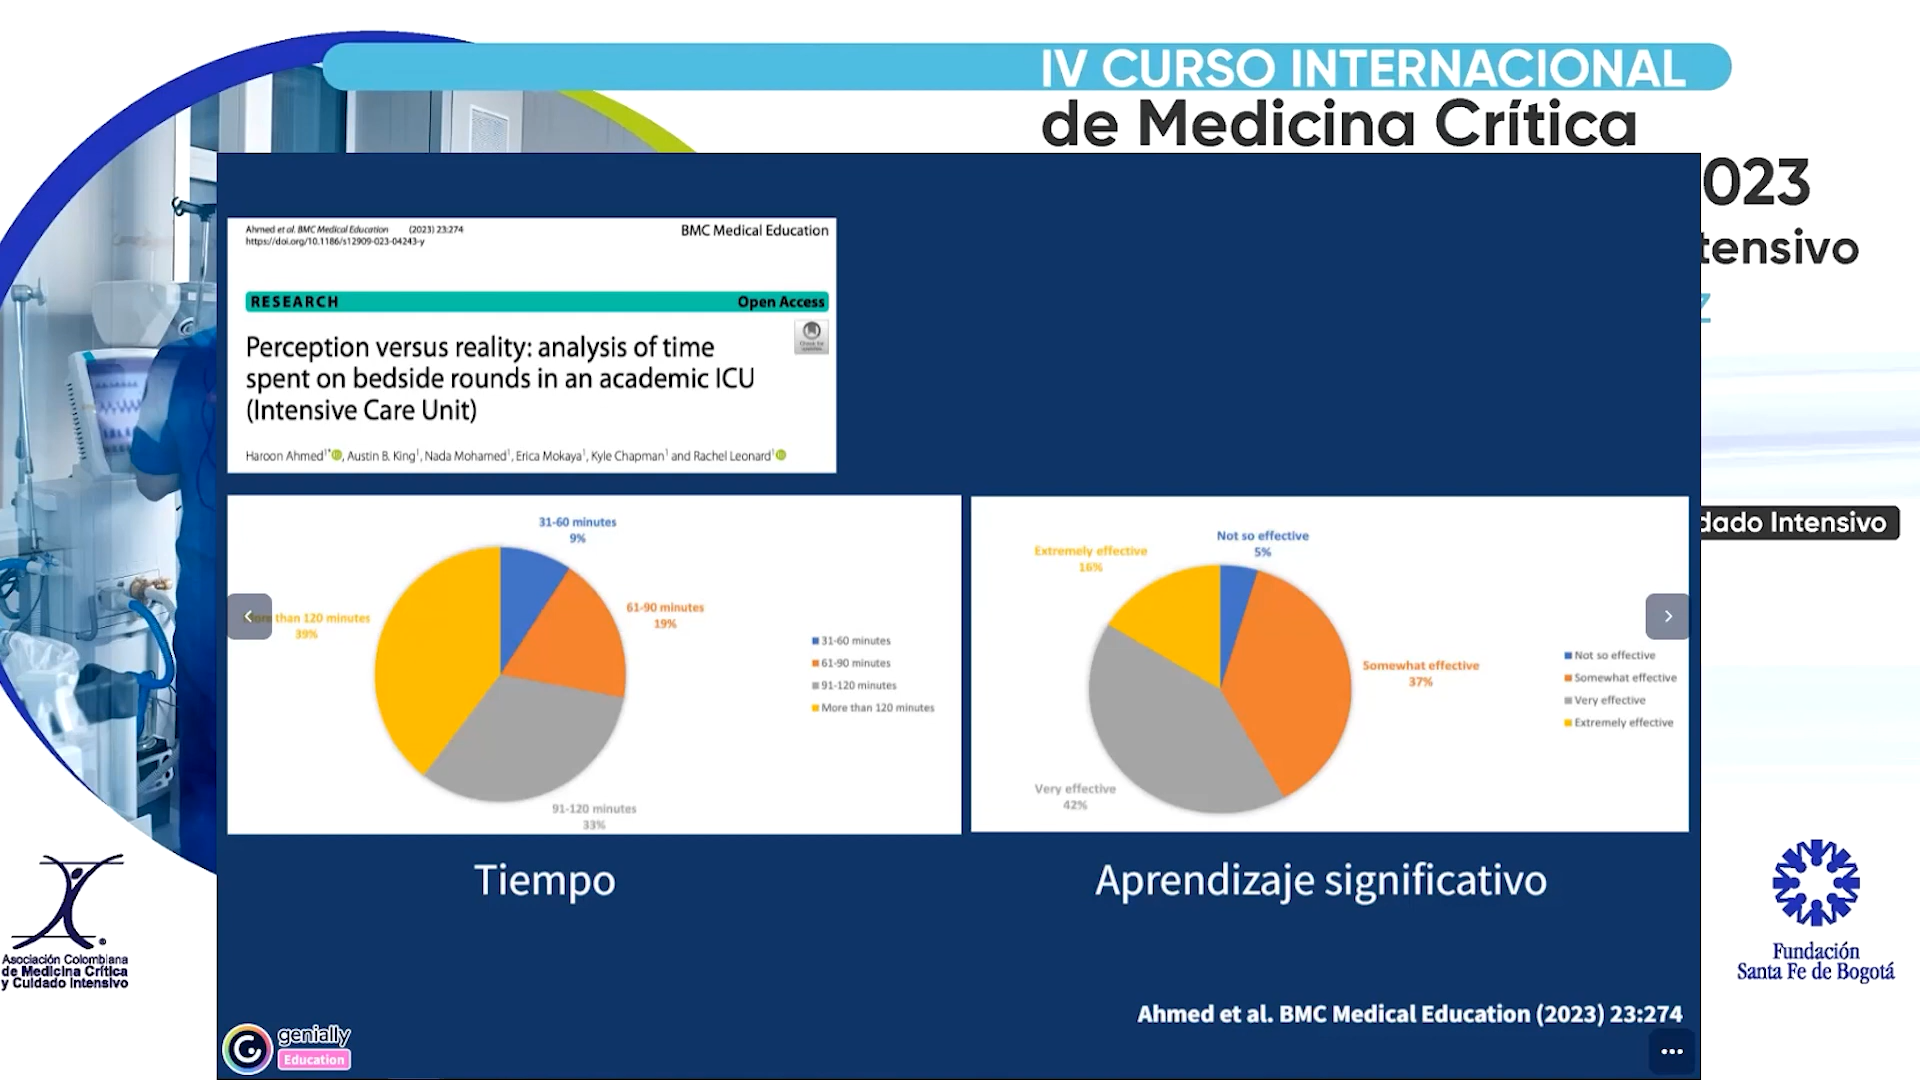 IV CURSO INTERNACIONAL
de Medicina Crítica
023
tensivo
Ahmed et al. BMC Medical Education (2023) 23:274
https://doi.org/10.1186/s12909-023-04243-y
BMC Medical Education
RESEARCH
Open Access
Perception versus reality: analysis of time
spent on bedside rounds in an academic ICU
(Intensive Care Unit)
Haroon Ahmed1*, Austin B. King1, Nada Mohamed1, Erica Mokaya1, Kyle Chapman1 and Rachel Leonard1
dado Intensivo
31-60 minutes
9%
61-90 minutes
19%
than 120 minutes
39%
91-120 minutes
33%
31-60 minutes
61-90 minutes
91-120 minutes
More than 120 minutes
Not so effective
5%
Extremely effective
16%
Somewhat effective
37%
Very effective
42%
Not so effective
Somewhat effective
Very effective
Extremely effective
Tiempo
Aprendizaje significativo
Asociación Colombiana
de Medicina Crítica
y Cuidado Intensivo
Fundación
Santa Fe de Bogotá
Ahmed et al. BMC Medical Education (2023) 23:274
genially
Education